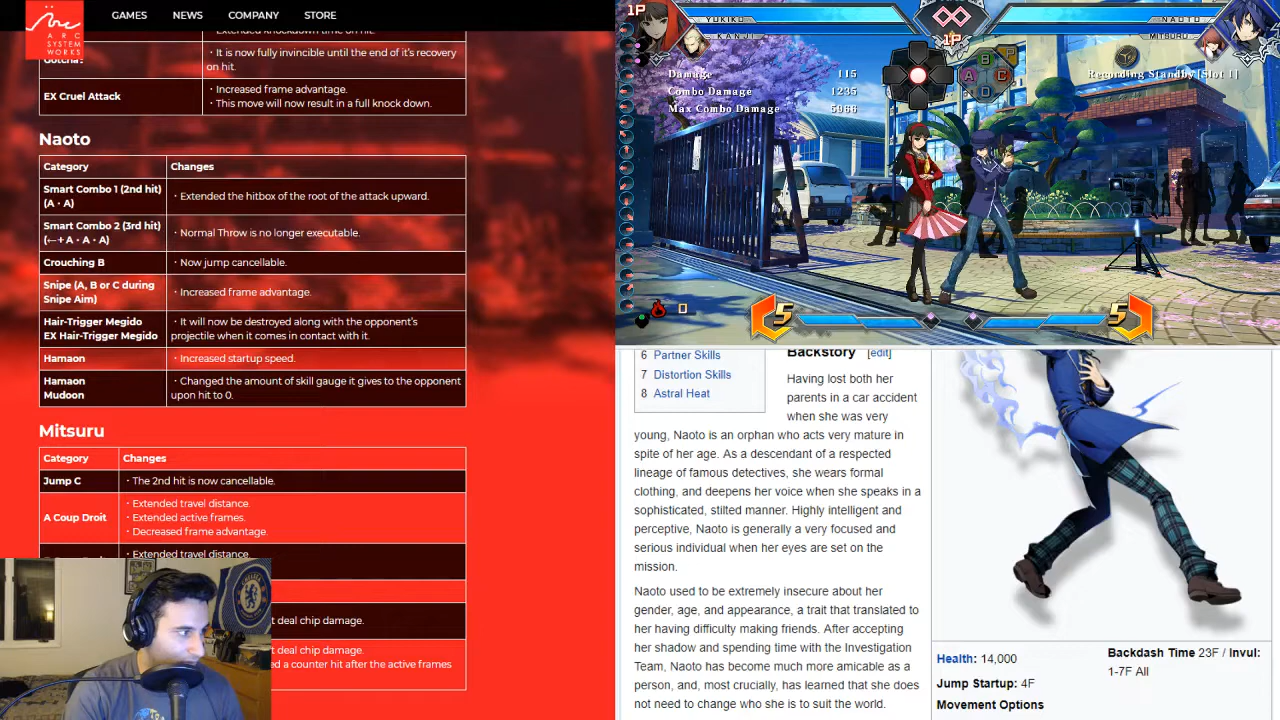 GAMES
NEWS
COMPANY
STORE
ARC
SYSTEM
WORKS
Extended knockdown time on hit.
Gotcha!
・It is now fully invincible until the end of it's recovery
on hit.
EX Cruel Attack
・Increased frame advantage.
・This move will now result in a full knock down.
Naoto
Category
Changes
Smart Combo 1 (2nd hit)
(A・A)
・Extended the hitbox of the root of the attack upward.
Smart Combo 2 (3rd hit)
(←+A・A・A)
・Normal Throw is no longer executable.
Crouching B
・Now jump cancellable.
Snipe (A, B or C during
Snipe Aim)
・Increased frame advantage.
Hair-Trigger Megido
EX Hair-Trigger Megido
・It will now be destroyed along with the opponent's
projectile when it comes in contact with it.
Hamaon
・Increased startup speed.
Hamaon
Mudoon
・Changed the amount of skill gauge it gives to the opponent
upon hit to 0.
Mitsuru
Category
Changes
Jump C
・The 2nd hit is now cancellable.
A Coup Droit
・Extended travel distance.
・Extended active frames.
・Decreased frame advantage.
・Extended travel distance.
t deal chip damage.
t deal chip damage.
ed a counter hit after the active frames
1P
YUKIKO
KANJI
1P
NAOTO
MITSURU
Damage 115
Combo Damage 1235
Max Combo Damage 5966
B
P
A
C
D
Recording Standby [Slot 1]
0
5
5
6 Partner Skills
7 Distortion Skills
8 Astral Heat
Backstory [edit]
Having lost both her
parents in a car accident
when she was very
young, Naoto is an orphan who acts very mature in
spite of her age. As a descendant of a respected
lineage of famous detectives, she wears formal
clothing, and deepens her voice when she speaks in a
sophisticated, stilted manner. Highly intelligent and
perceptive, Naoto is generally a very focused and
serious individual when her eyes are set on the
mission.
Naoto used to be extremely insecure about her
gender, age, and appearance, a trait that translated to
her having difficulty making friends. After accepting
her shadow and spending time with the Investigation
Team, Naoto has become much more amicable as a
person, and, most crucially, has learned that she does
not need to change who she is to suit the world.
Health: 14,000
Jump Startup: 4F
Movement Options
Backdash Time 23F / Invul:
1-7F All